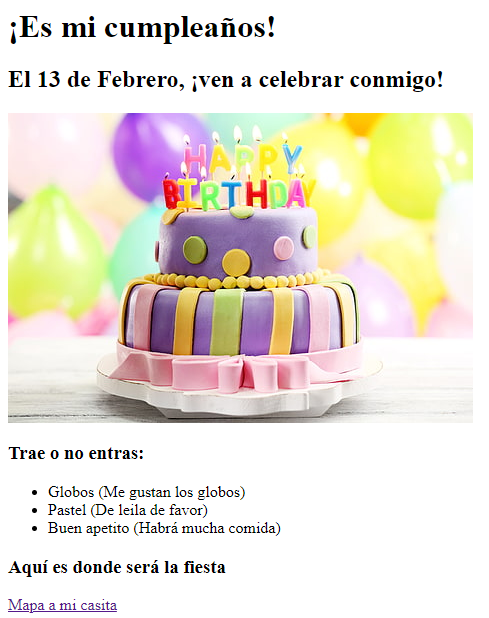 ¡Es mi cumpleaños!
El 13 de Febrero, ¡ven a celebrar conmigo!
HAPPY
BIRTHDAY
Trae o no entras:
Globos (Me gustan los globos)
Pastel (De leila de favor)
Buen apetito (Habrá mucha comida)
Aquí es donde será la fiesta
Mapa a mi casita